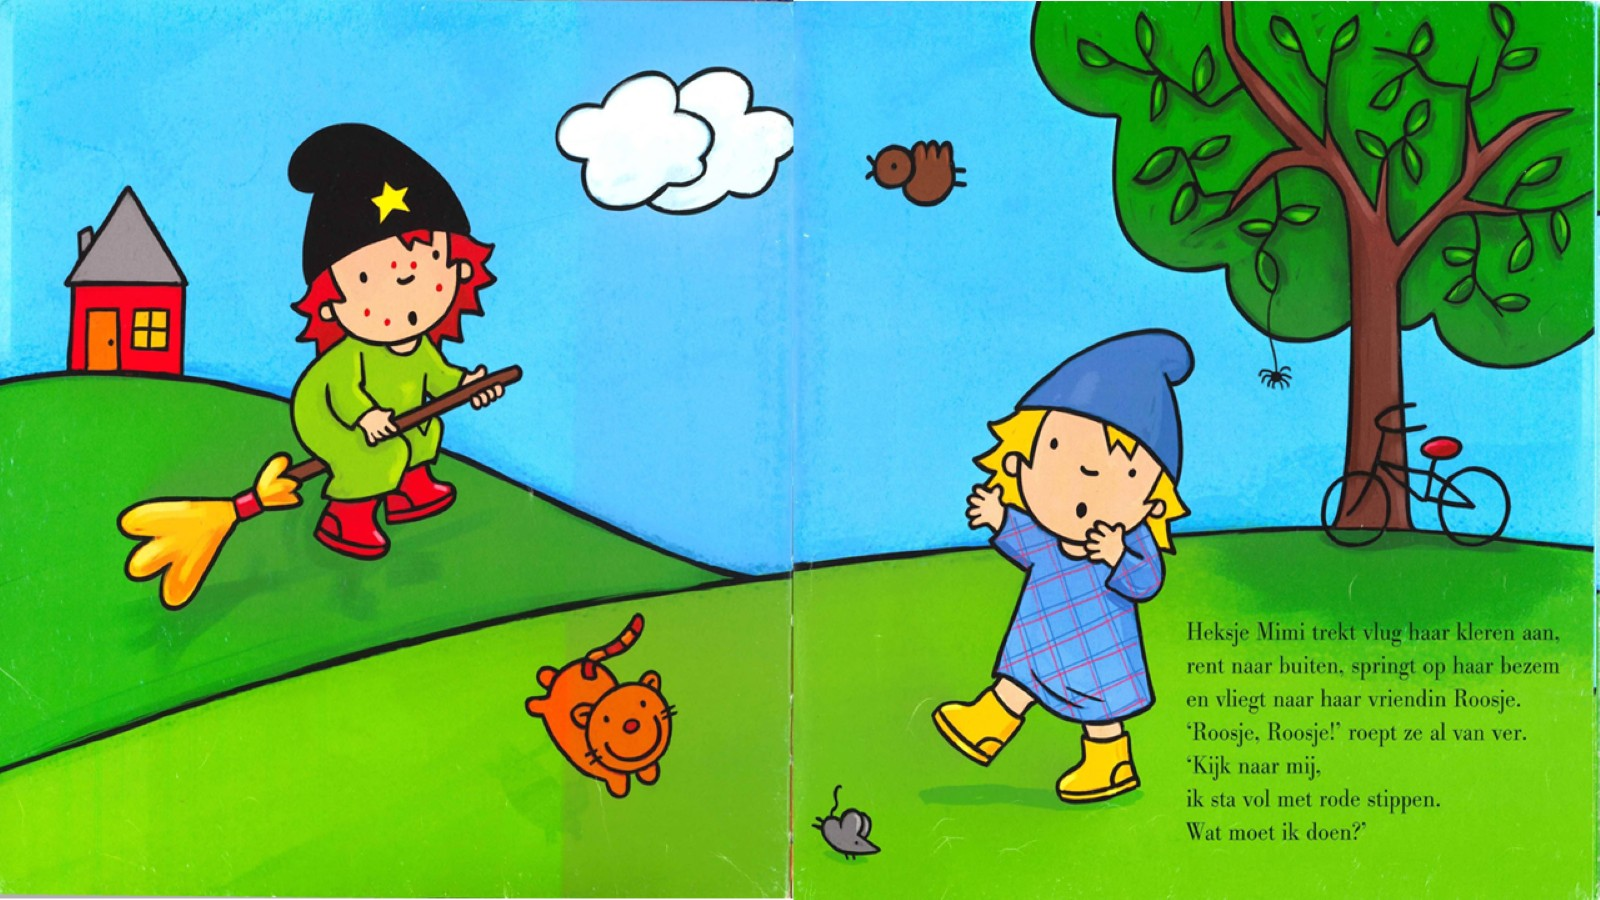 Heksje Mimi trekt vlug haar kleren aan,
rent naar buiten, springt op haar bezem
en vliegt naar haar vriendin Roosje.
‘Roosje, Roosje!’ roept ze al van ver.
‘Kijk naar mij,
ik sta vol met rode stippen.
Wat moet ik doen?’